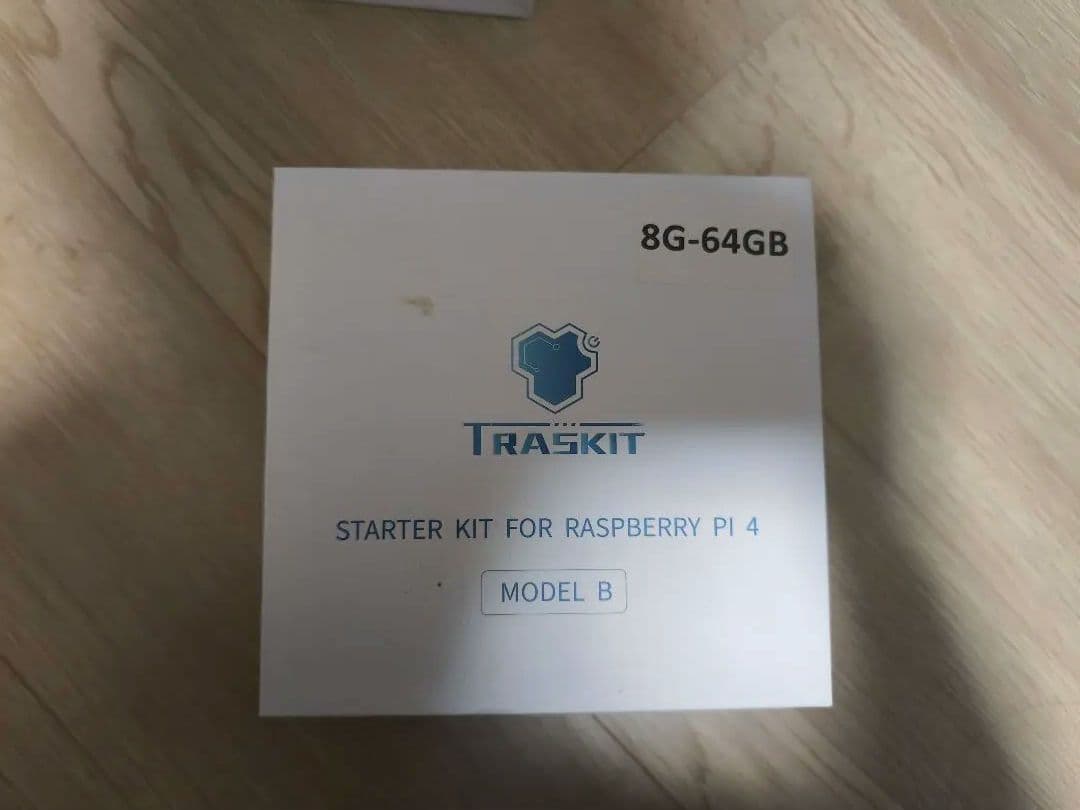 8G-64GB
TRASKIT
STARTER KIT FOR RASPBERRY PI 4
MODEL B